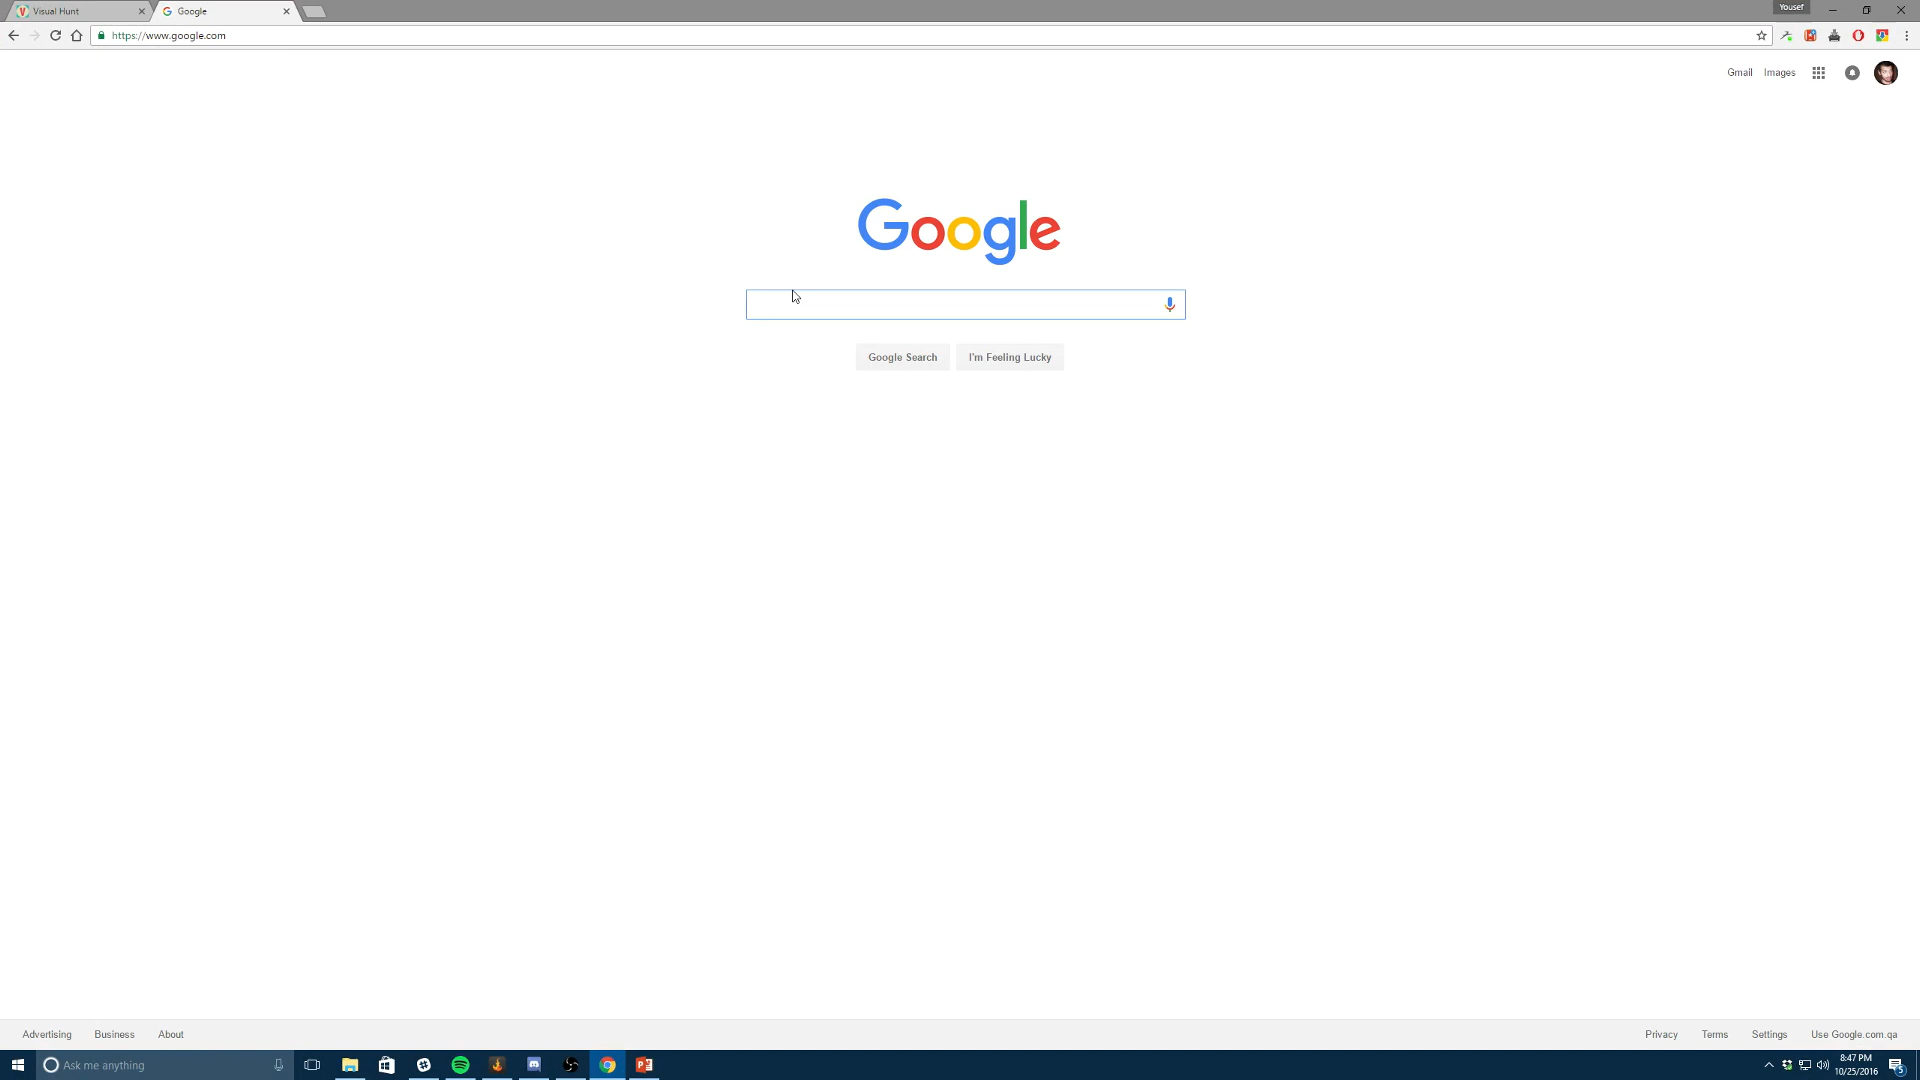 Visual Hunt
Google
Yousef
https://www.google.com
Gmail
Images
Google
Google Search
I'm Feeling Lucky
Advertising
Business
About
Privacy
Terms
Settings
Use Google.com.qa
Ask me anything
8:47 PM
10/25/2016
5